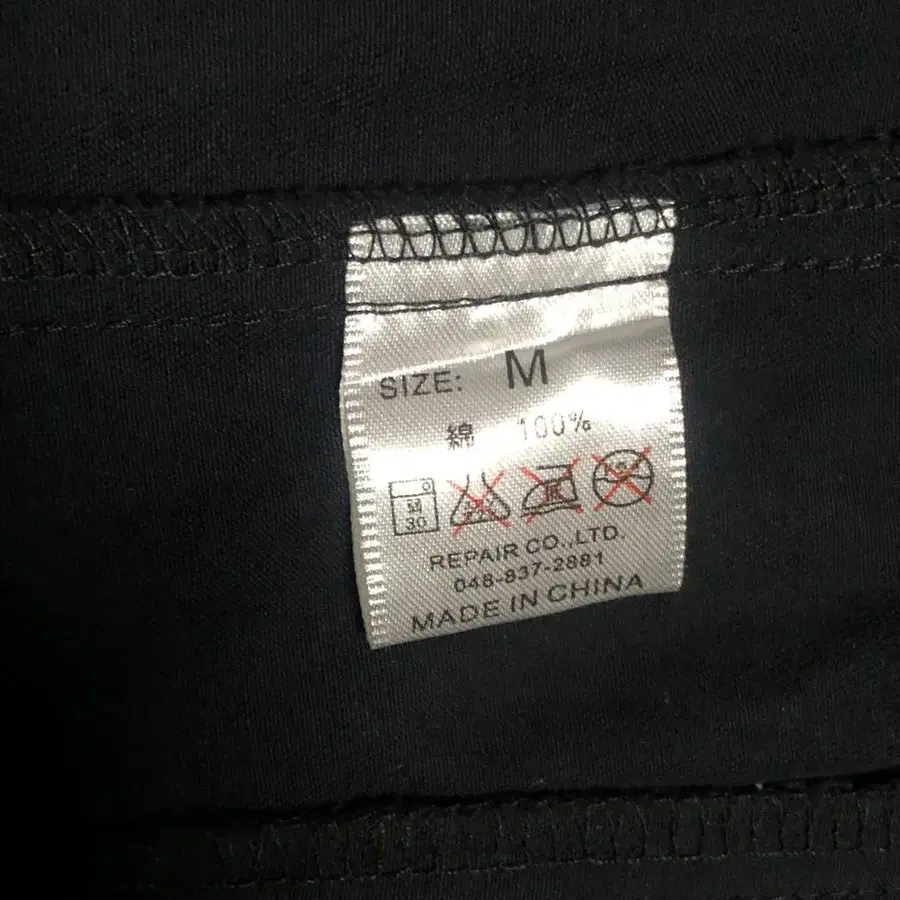 SIZE: M
綿 100%
30
REPAIR CO.,LTD.
048-837-2881
MADE IN CHINA